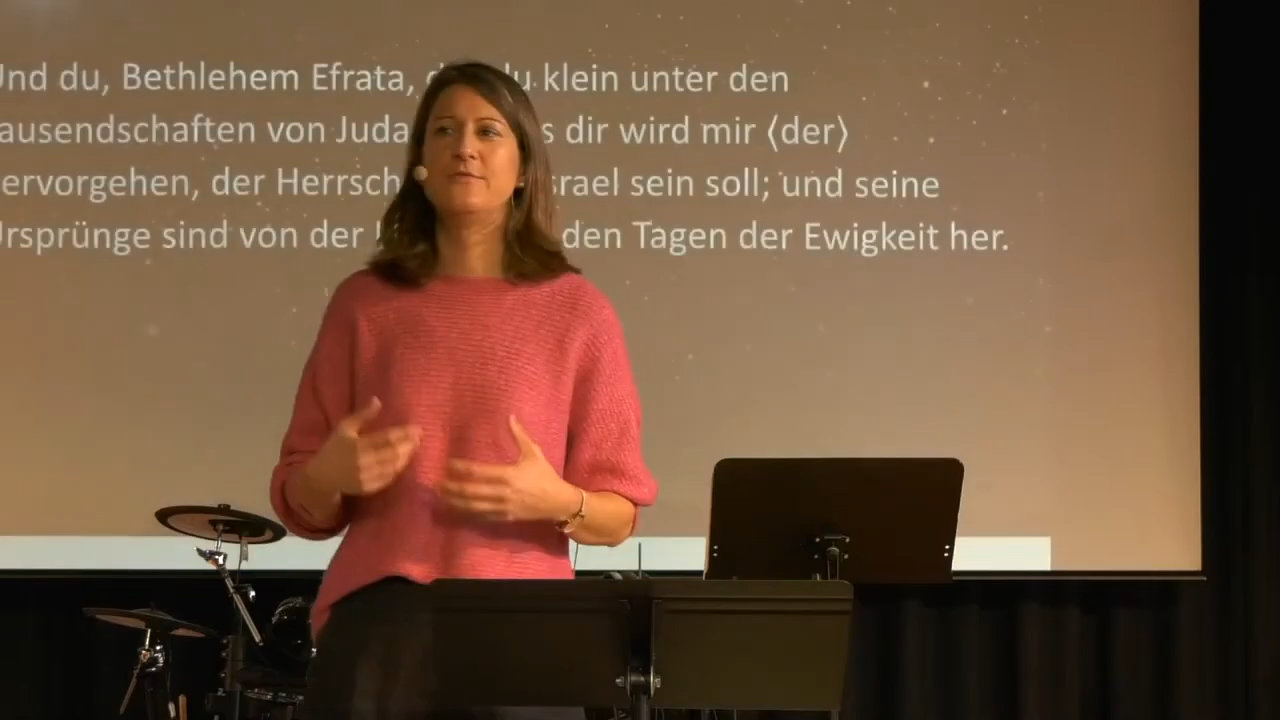 Und du, Bethlehem Efrata, du klein unter den
ausendschaften von Juda s dir wird mir ⟨der⟩
ervorgehen, der Herrsch srael sein soll; und seine
Ursprünge sind von der den Tagen der Ewigkeit her.